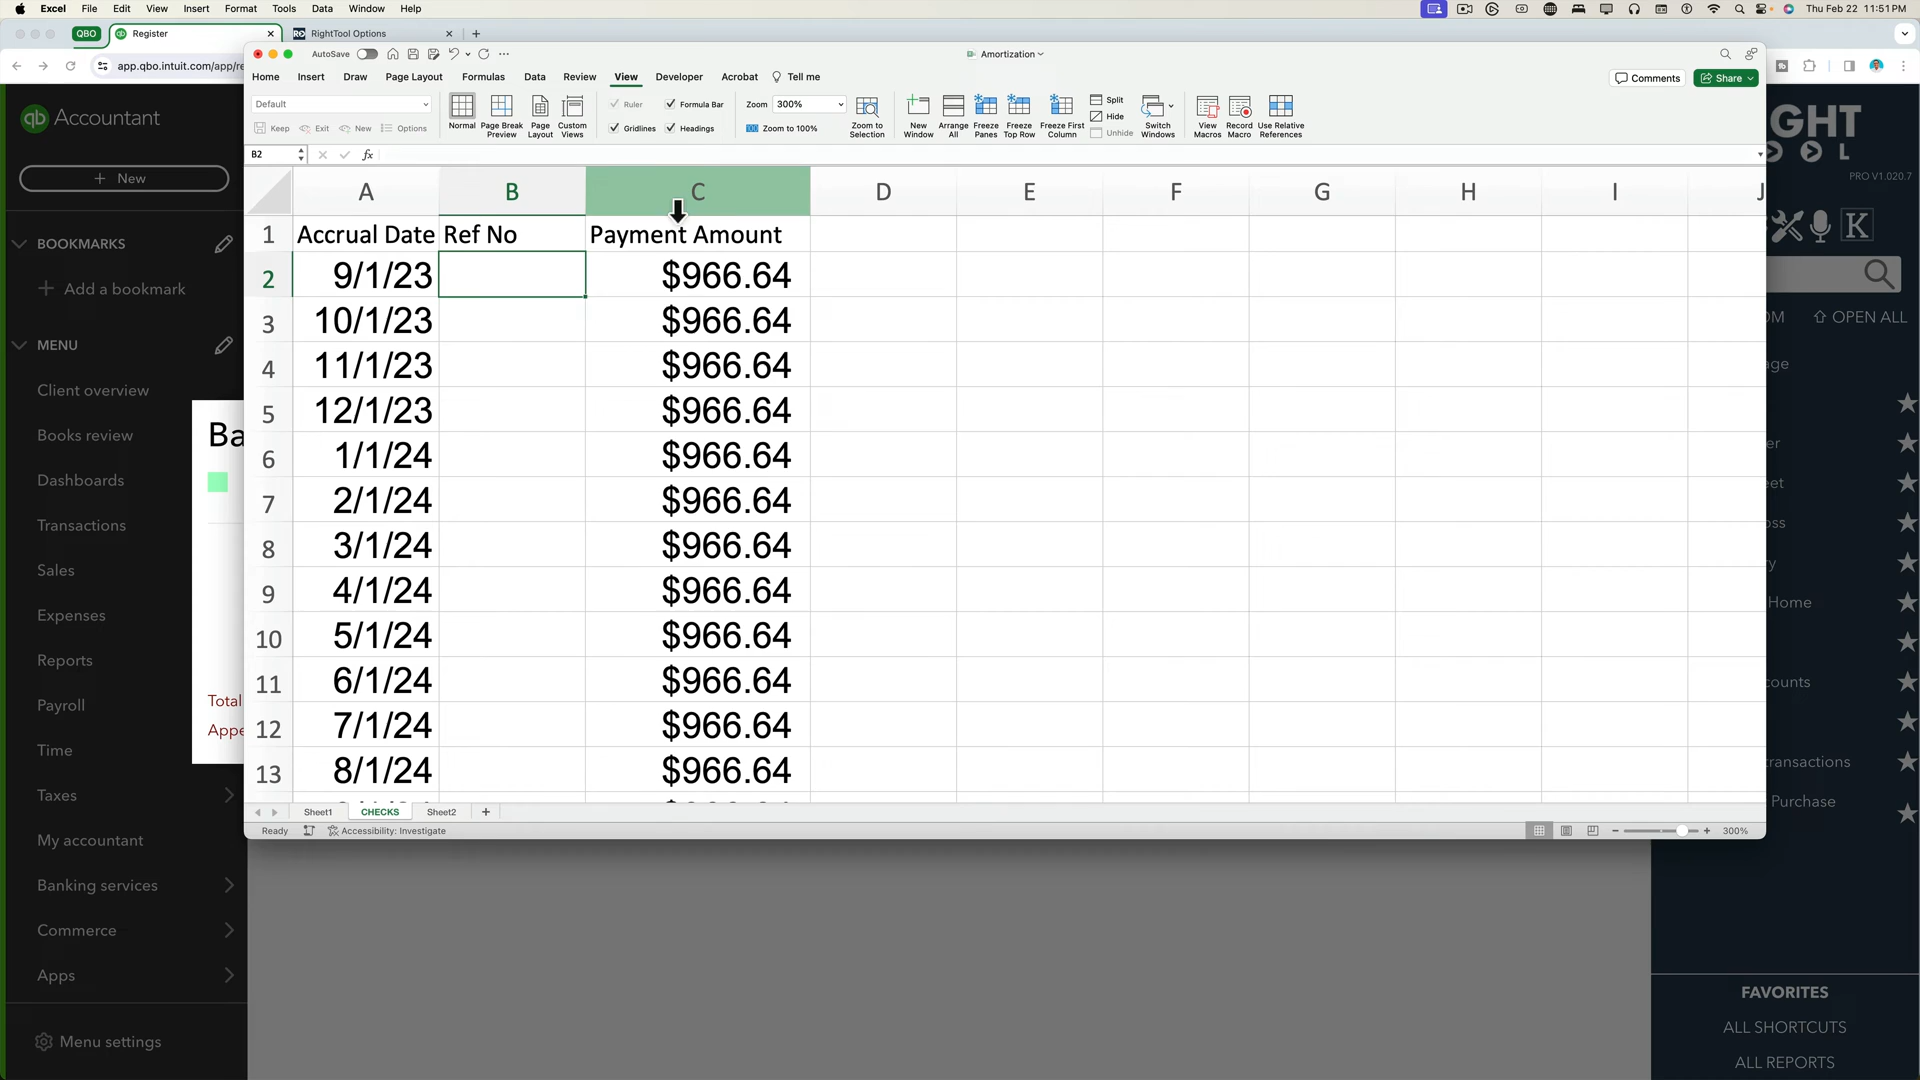 Excel File Edit View Insert Format Tools Data Window Help
Thu Feb 22 11:51 PM
QBO Register RightTool Options
app.qbo.intuit.com/app/re
AutoSave Amortization
Home Insert Draw Page Layout Formulas Data Review View Developer Acrobat Tell me
Comments Share
Default
Keep Exit New Options
Normal Page Break Preview Page Layout Custom Views
Ruler Formula Bar
Gridlines Headings
Zoom 300%
Zoom to 100%
Zoom to Selection
New Window Arrange All Freeze Panes Freeze Top Row Freeze First Column
Split
Hide
Unhide
Switch Windows
View Macros Record Macro Use Relative References
B2 fx
A B C D E F G H I J
1 Accrual Date Ref No Payment Amount
2 9/1/23 $966.64
3 10/1/23 $966.64
4 11/1/23 $966.64
5 12/1/23 $966.64
6 1/1/24 $966.64
7 2/1/24 $966.64
8 3/1/24 $966.64
9 4/1/24 $966.64
10 5/1/24 $966.64
11 6/1/24 $966.64
12 7/1/24 $966.64
13 8/1/24 $966.64
Sheet1 CHECKS Sheet2
Ready Accessibility: Investigate
300%
qb Accountant
+ New
BOOKMARKS
+ Add a bookmark
MENU
Client overview
Books review
Dashboards
Transactions
Sales
Expenses
Reports
Payroll
Time
Taxes
My accountant
Banking services
Commerce
Apps
Menu settings
Ba
Total
Appe
GHT
O O L
PRO V1.020.7
K
OM OPEN ALL
age
er
eet
oss
ry
Home
counts
transactions
Purchase
FAVORITES
ALL SHORTCUTS
ALL REPORTS